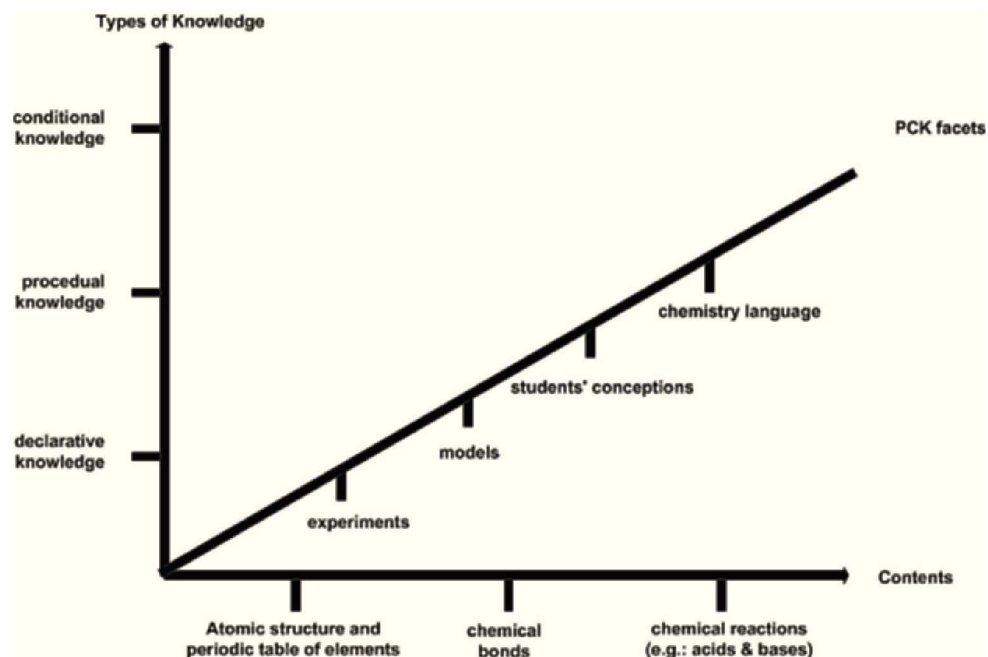 Types of Knowledge
conditional
knowledge
PCK facets
procedual
knowledge
chemistry language
students' conceptions
declarative
knowledge
models
experiments
Contents
Atomic structure and
periodic table of elements
chemical
bonds
chemical reactions
(e.g.: acids & bases)